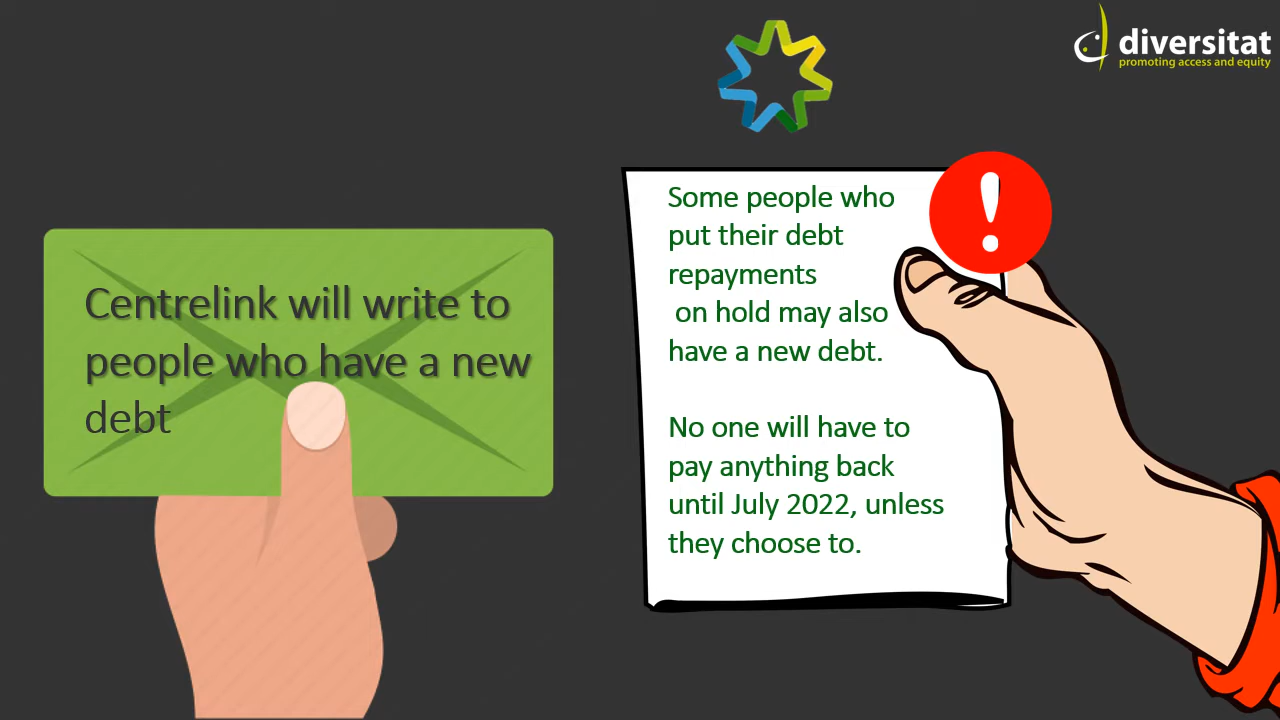 diversitat
promoting access and equity
Centrelink will write to
people who have a new
debt
Some people who
put their debt
repayments
on hold may also
have a new debt.
No one will have to
pay anything back
until July 2022, unless
they choose to.